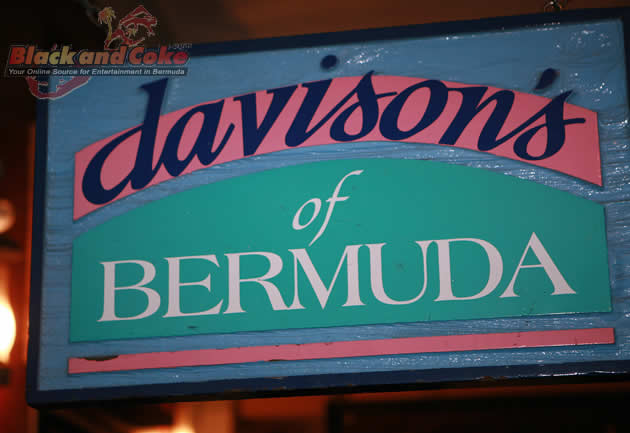 Black and Coke
Your Online Source for Entertainment in Bermuda
davison's
of
BERMUDA